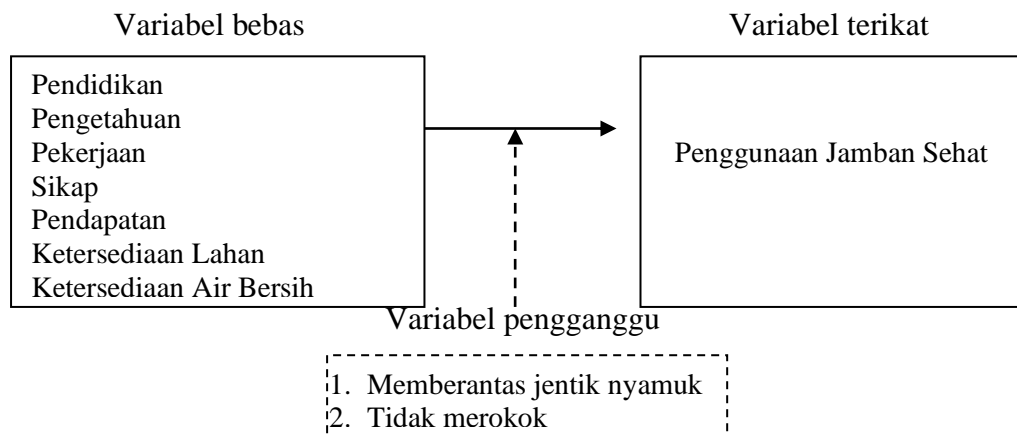 Variabel bebas
Variabel terikat
Pendidikan
Pengetahuan
Pekerjaan
Sikap
Pendapatan
Ketersediaan Lahan
Ketersediaan Air Bersih
Penggunaan Jamban Sehat
Variabel pengganggu
1. Memberantas jentik nyamuk
2. Tidak merokok